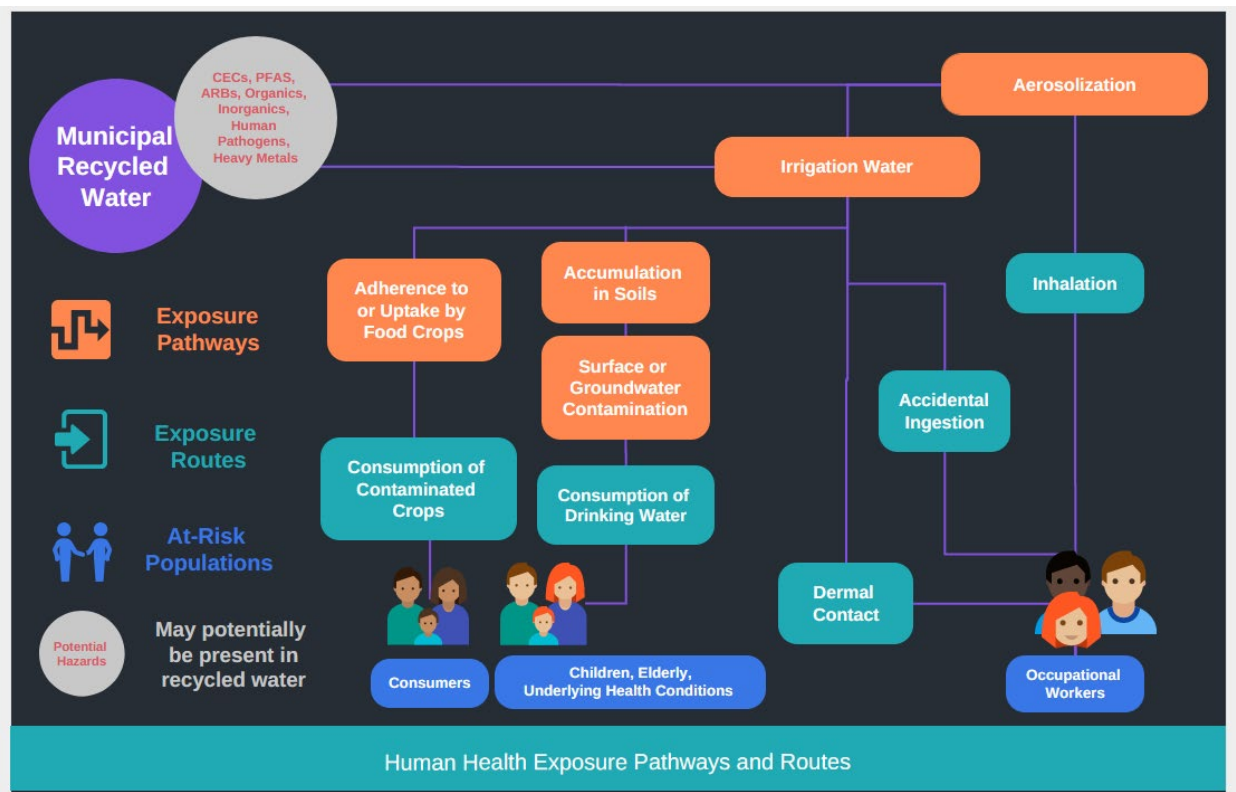 CECs, PFAS,
ARBs, Organics,
Inorganics,
Human
Pathogens,
Heavy Metals
Municipal
Recycled
Water
Aerosolization
Irrigation Water
Adherence to
or Uptake by
Food Crops
Accumulation
in Soils
Inhalation
Exposure
Pathways
Surface or
Groundwater
Contamination
Accidental
Ingestion
Exposure
Routes
Consumption of
Contaminated
Crops
Consumption of
Drinking Water
At-Risk
Populations
Dermal
Contact
Potential
Hazards
May potentially
be present in
recycled water
Consumers
Children, Elderly,
Underlying Health Conditions
Occupational
Workers
Human Health Exposure Pathways and Routes